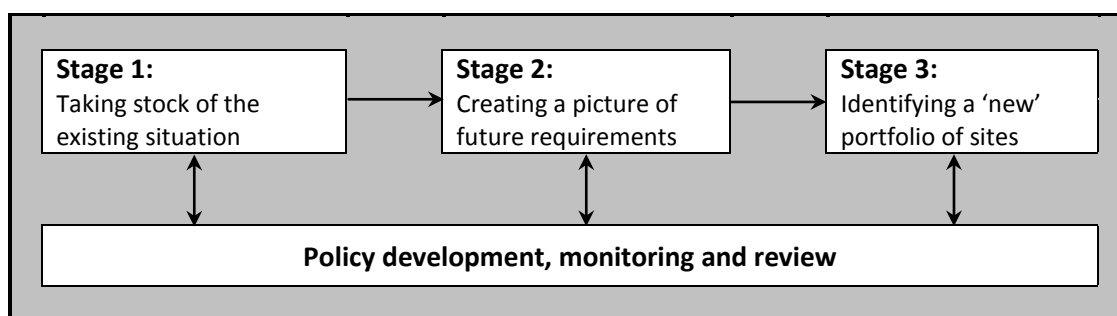 Stage 1:
Taking stock of the
existing situation
Stage 2:
Creating a picture of
future requirements
Stage 3:
Identifying a ‘new’
portfolio of sites
Policy development, monitoring and review